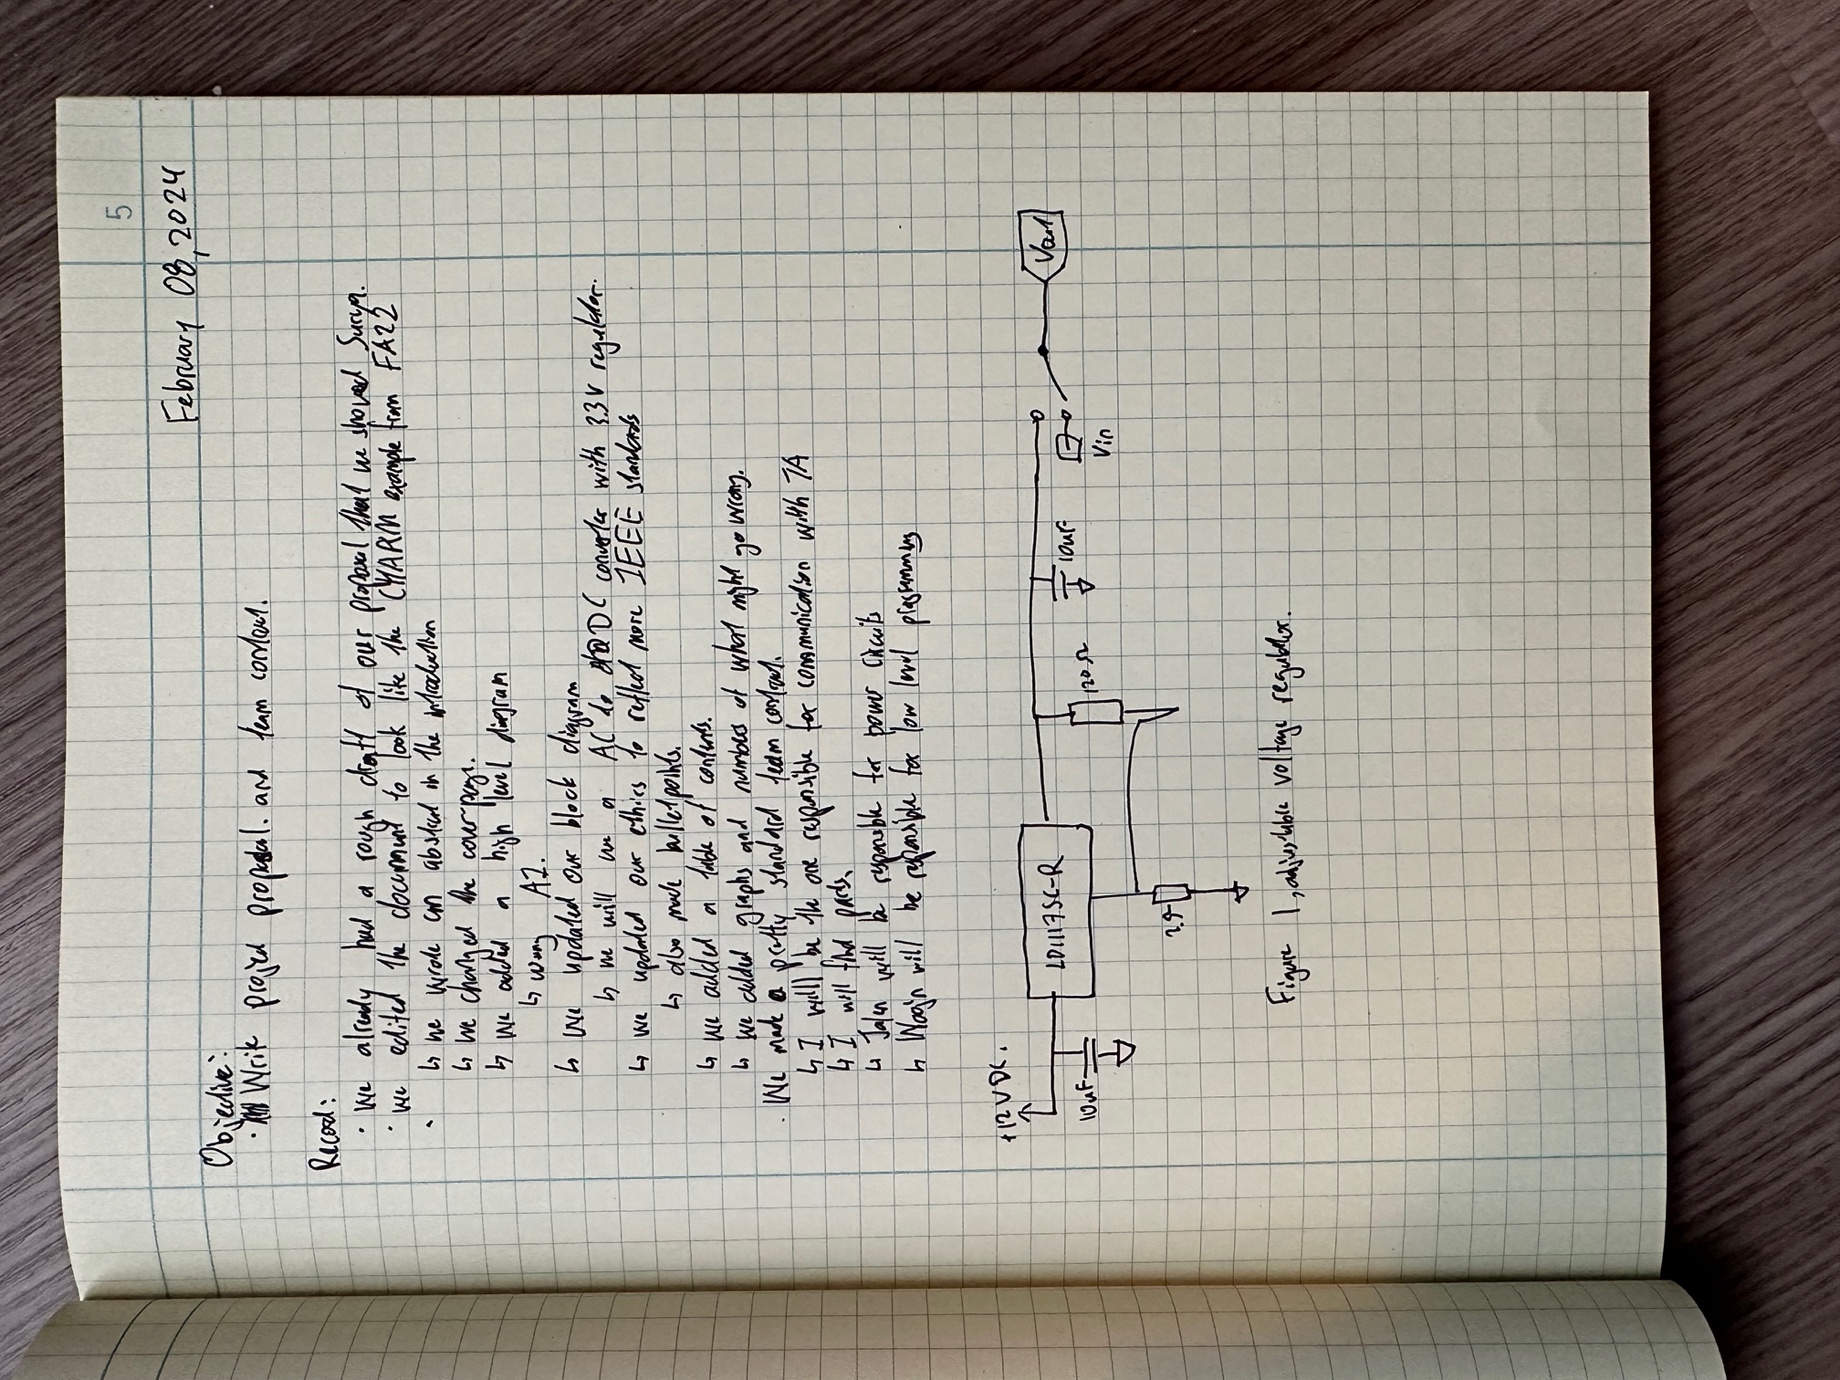 5
February 08, 2024
Objective:
· Write project proposal. and team contract.
Record:
· We already had a rough draft of our proposal that we showed Surya.
· We edited the document to look like the CHARM example from FA22
· ↳ we wrote an abstract in the introduction
↳ we changed the cover page.
↳ we added a high level diagram
↳ using AI.
↳ We updated our block diagram
↳ we will use a AC to DC converter with 3.3V regulator.
↳ we updated our ethics to reflect more IEEE standards
↳ also made bullet points.
↳ we added a table of contents.
↳ we added graphs and numbers of what might go wrong.
· We made a pretty standard team contract.
↳ I will be the one responsible for communication with TA
↳ I will find parts.
↳ Jalen will be responsible for power circuits
↳ Woojin will be responsible for low level programming
+12VDC.
10uF
LD1117SC-R
120Ω
10uF
Vin
Vout
Figure 1, adjustable voltage regulator.